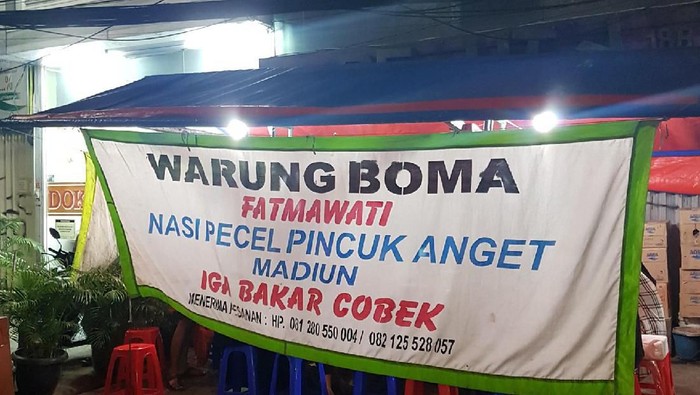 WARUNG BOMA
FATMAWATI
NASI PECEL PINCUK ANGET
MADIUN
IGA BAKAR COBEK
MENERIMA PESANAN : HP. 081 280 550 004 / 082 125 528 057
DOK